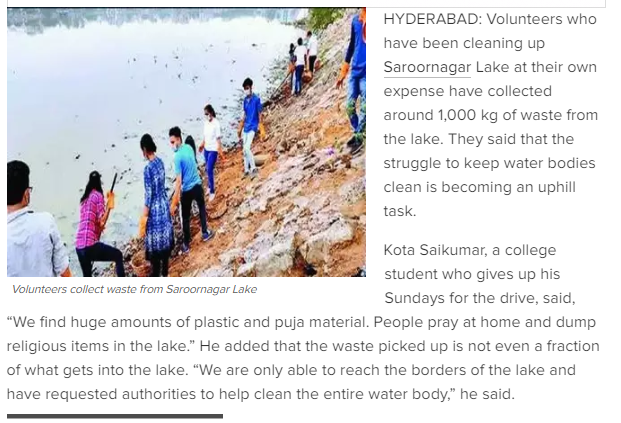 HYDERABAD: Volunteers who
have been cleaning up
Saroornagar Lake at their own
expense have collected
around 1,000 kg of waste from
the lake. They said that the
struggle to keep water bodies
clean is becoming an uphill
task.
Kota Saikumar, a college
student who gives up his
Sundays for the drive, said,
Volunteers collect waste from Saroornagar Lake
“We find huge amounts of plastic and puja material. People pray at home and dump
religious items in the lake.” He added that the waste picked up is not even a fraction
of what gets into the lake. “We are only able to reach the borders of the lake and
have requested authorities to help clean the entire water body,” he said.